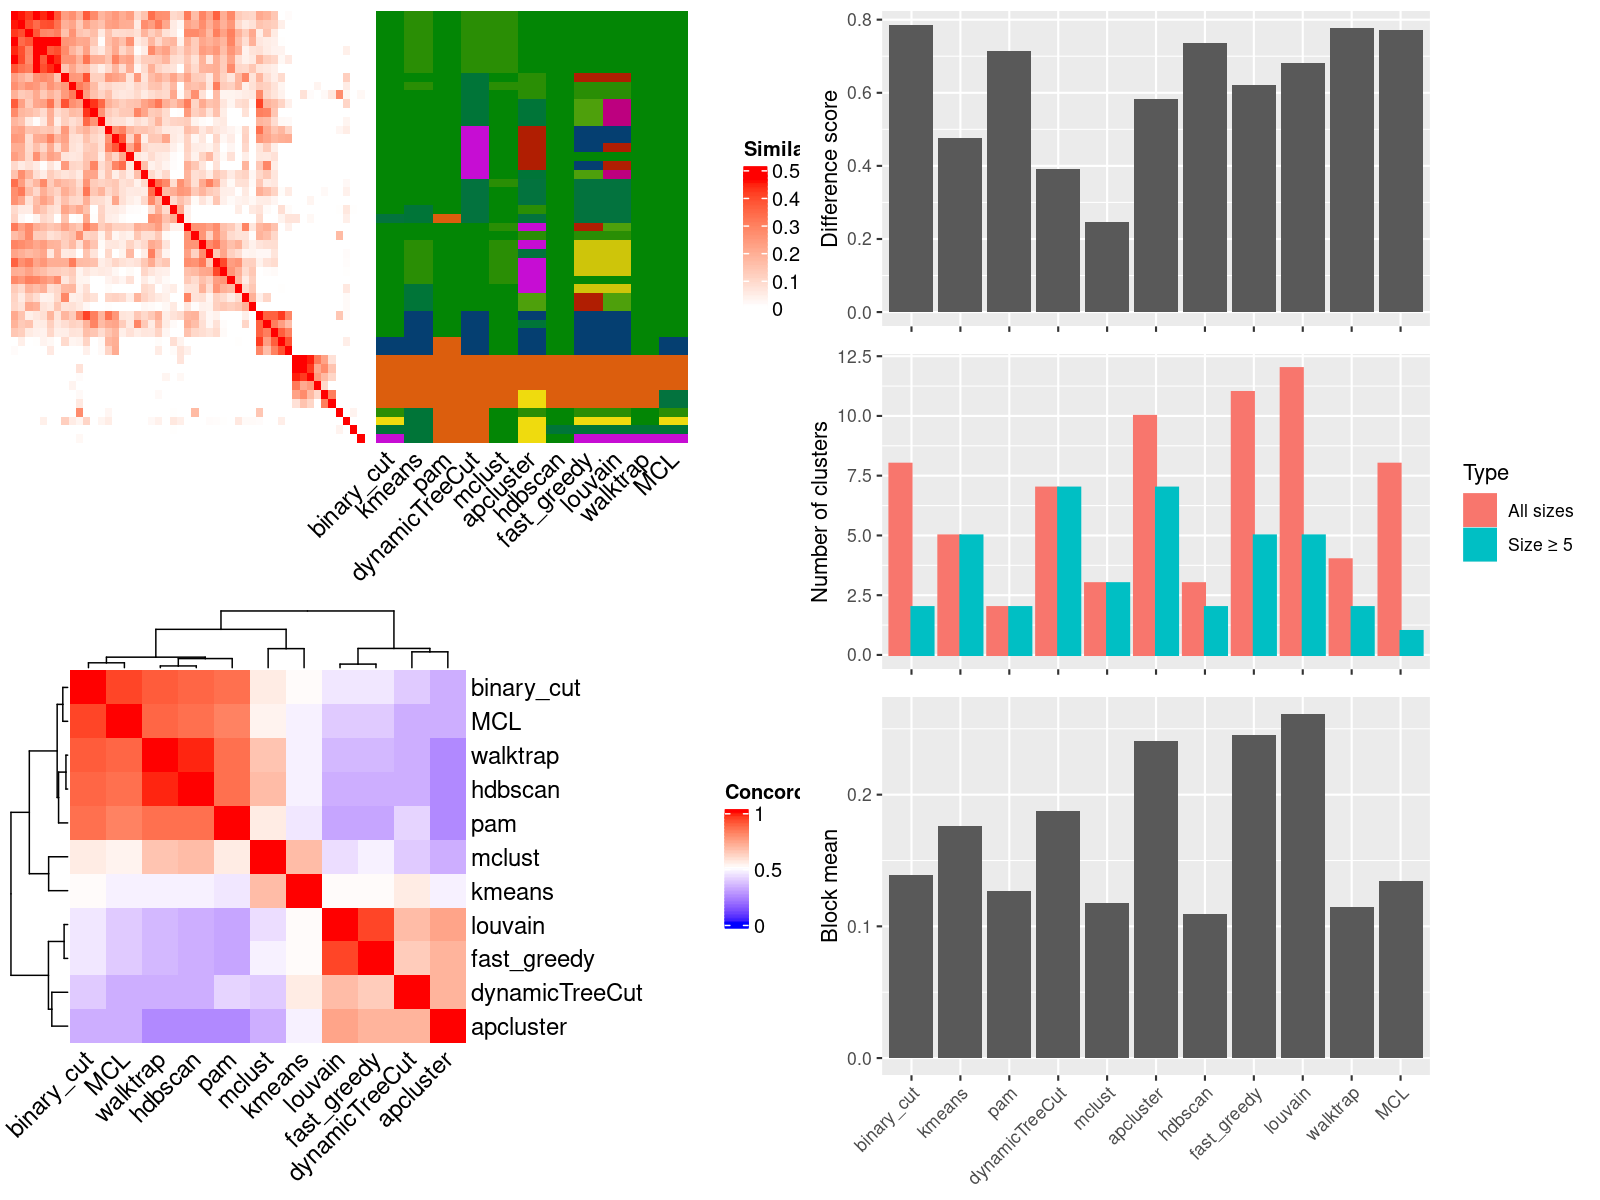 Simila
0.5
0.4
0.3
0.2
0.1
0
binary_cut
kmeans
pam
dynamicTreeCut
mclust
apcluster
hdbscan
fast_greedy
louvain
walktrap
MCL
binary_cut
MCL
walktrap
hdbscan
pam
mclust
kmeans
louvain
fast_greedy
dynamicTreeCut
apcluster
Concord
1
0.5
0
binary_cut
MCL
walktrap
hdbscan
pam
mclust
kmeans
louvain
fast_greedy
dynamicTreeCut
apcluster
Difference score
0.8
0.6
0.4
0.2
0.0
Number of clusters
12.5
10.0
7.5
5.0
2.5
0.0
Type
All sizes
Size ≥ 5
Block mean
0.2
0.1
0.0
binary_cut
kmeans
pam
dynamicTreeCut
mclust
apcluster
hdbscan
fast_greedy
louvain
walktrap
MCL